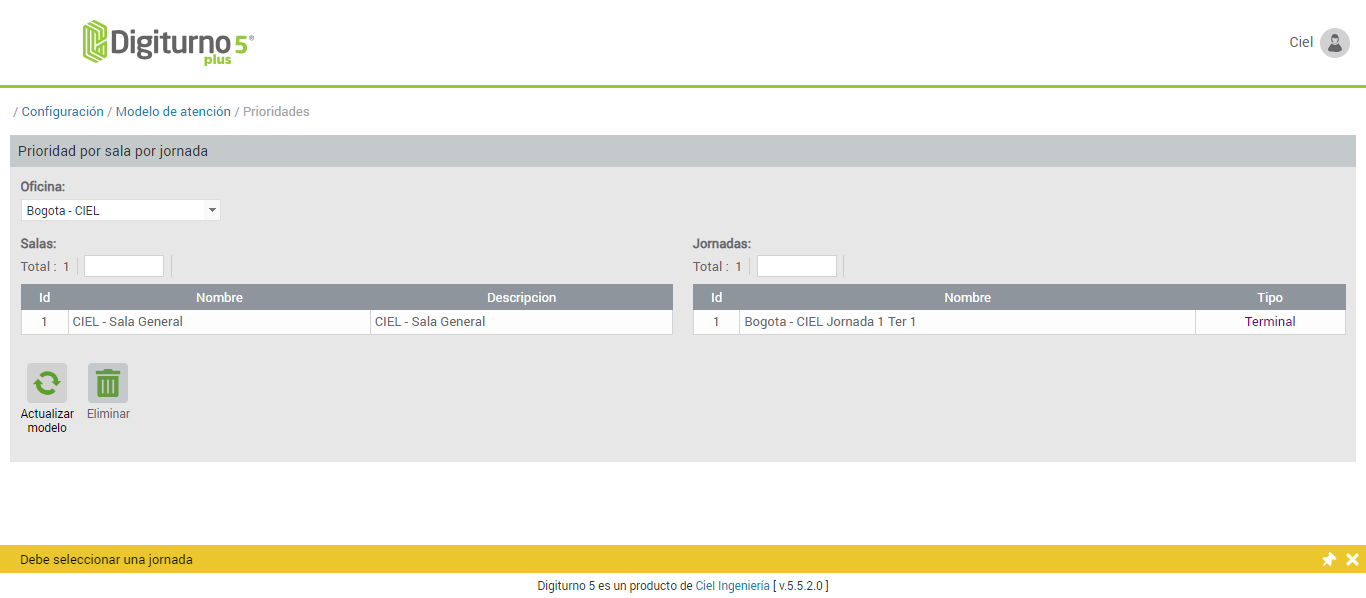 Digiturno 5®
plus
Ciel
/ Configuración / Modelo de atención / Prioridades
Prioridad por sala por jornada
Oficina:
Bogota - CIEL
Salas:
Total : 1
Id Nombre Descripcion
1 CIEL - Sala General CIEL - Sala General
Jornadas:
Total : 1
Id Nombre Tipo
1 Bogota - CIEL Jornada 1 Ter 1 Terminal
Actualizar
modelo
Eliminar
Debe seleccionar una jornada
Digiturno 5 es un producto de Ciel Ingeniería [ v.5.5.2.0 ]